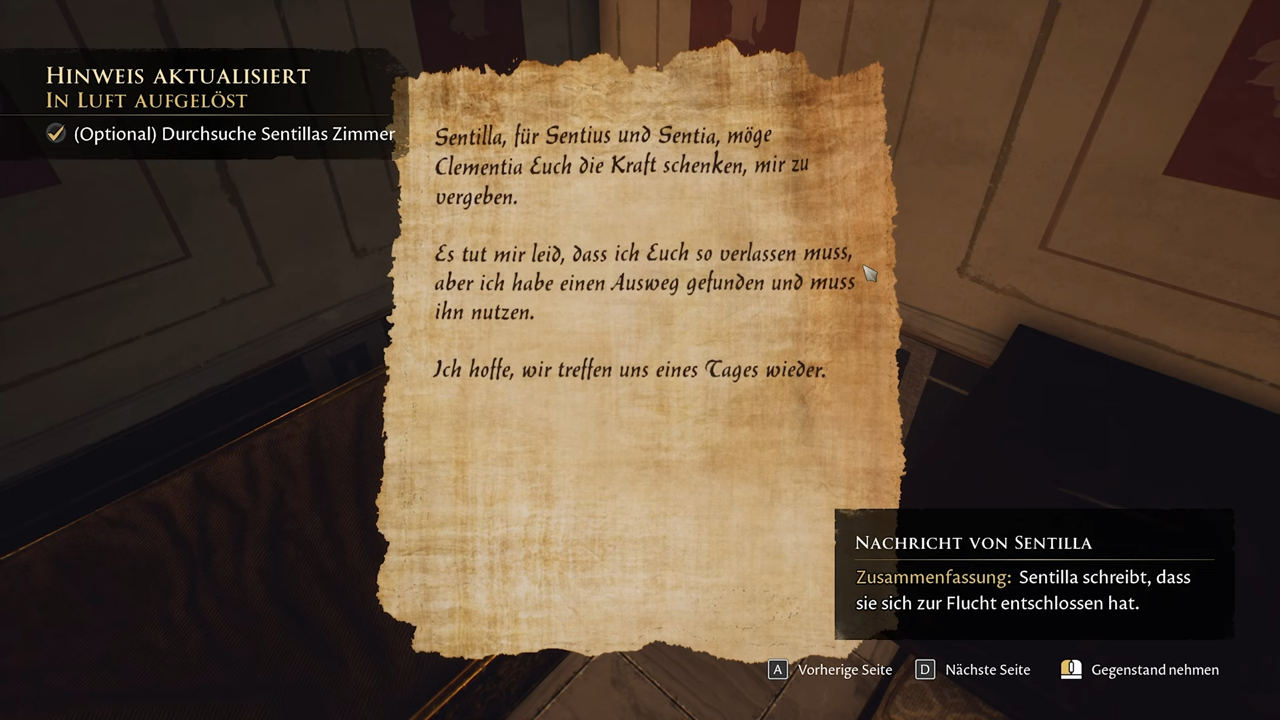 HINWEIS AKTUALISIERT
IN LUFT AUFGELÖST
(Optional) Durchsuche Sentillas Zimmer
Sentilla, für Sentius und Sentia, möge
Clementia Euch die Kraft schenken, mir zu
vergeben.
Es tut mir leid, dass ich Euch so verlassen muss,
aber ich habe einen Ausweg gefunden und muss
ihn nutzen.
Ich hoffe, wir treffen uns eines Tages wieder.
NACHRICHT VON SENTILLA
Zusammenfassung: Sentilla schreibt, dass
sie sich zur Flucht entschlossen hat.
A Vorherige Seite D Nächste Seite Gegenstand nehmen